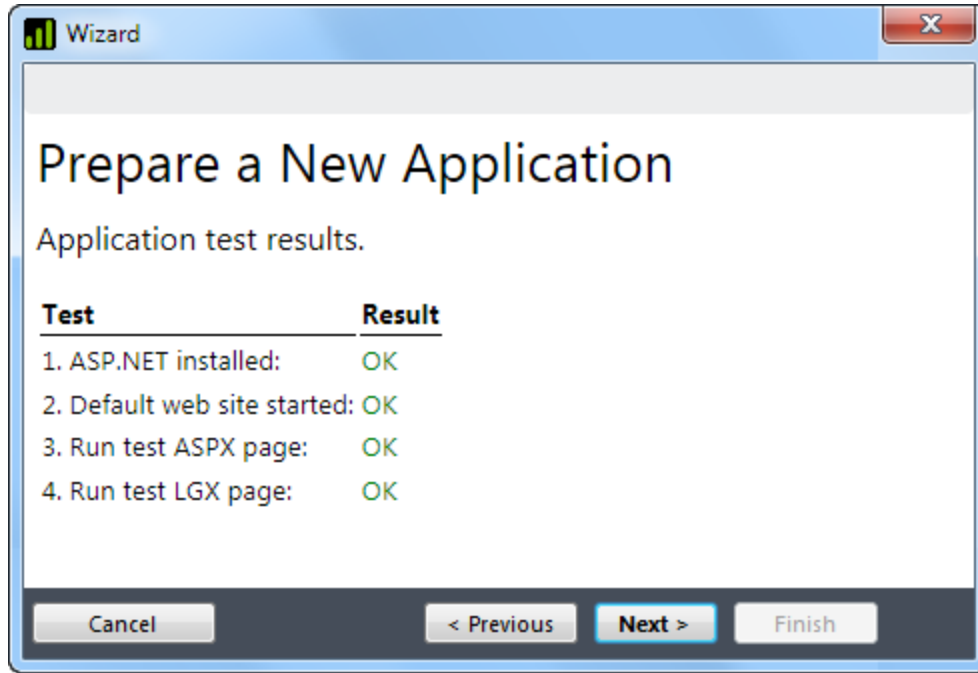 Wizard
Prepare a New Application
Application test results.
Test Result
1. ASP.NET installed: OK
2. Default web site started: OK
3. Run test ASPX page: OK
4. Run test LGX page: OK
Cancel < Previous Next > Finish